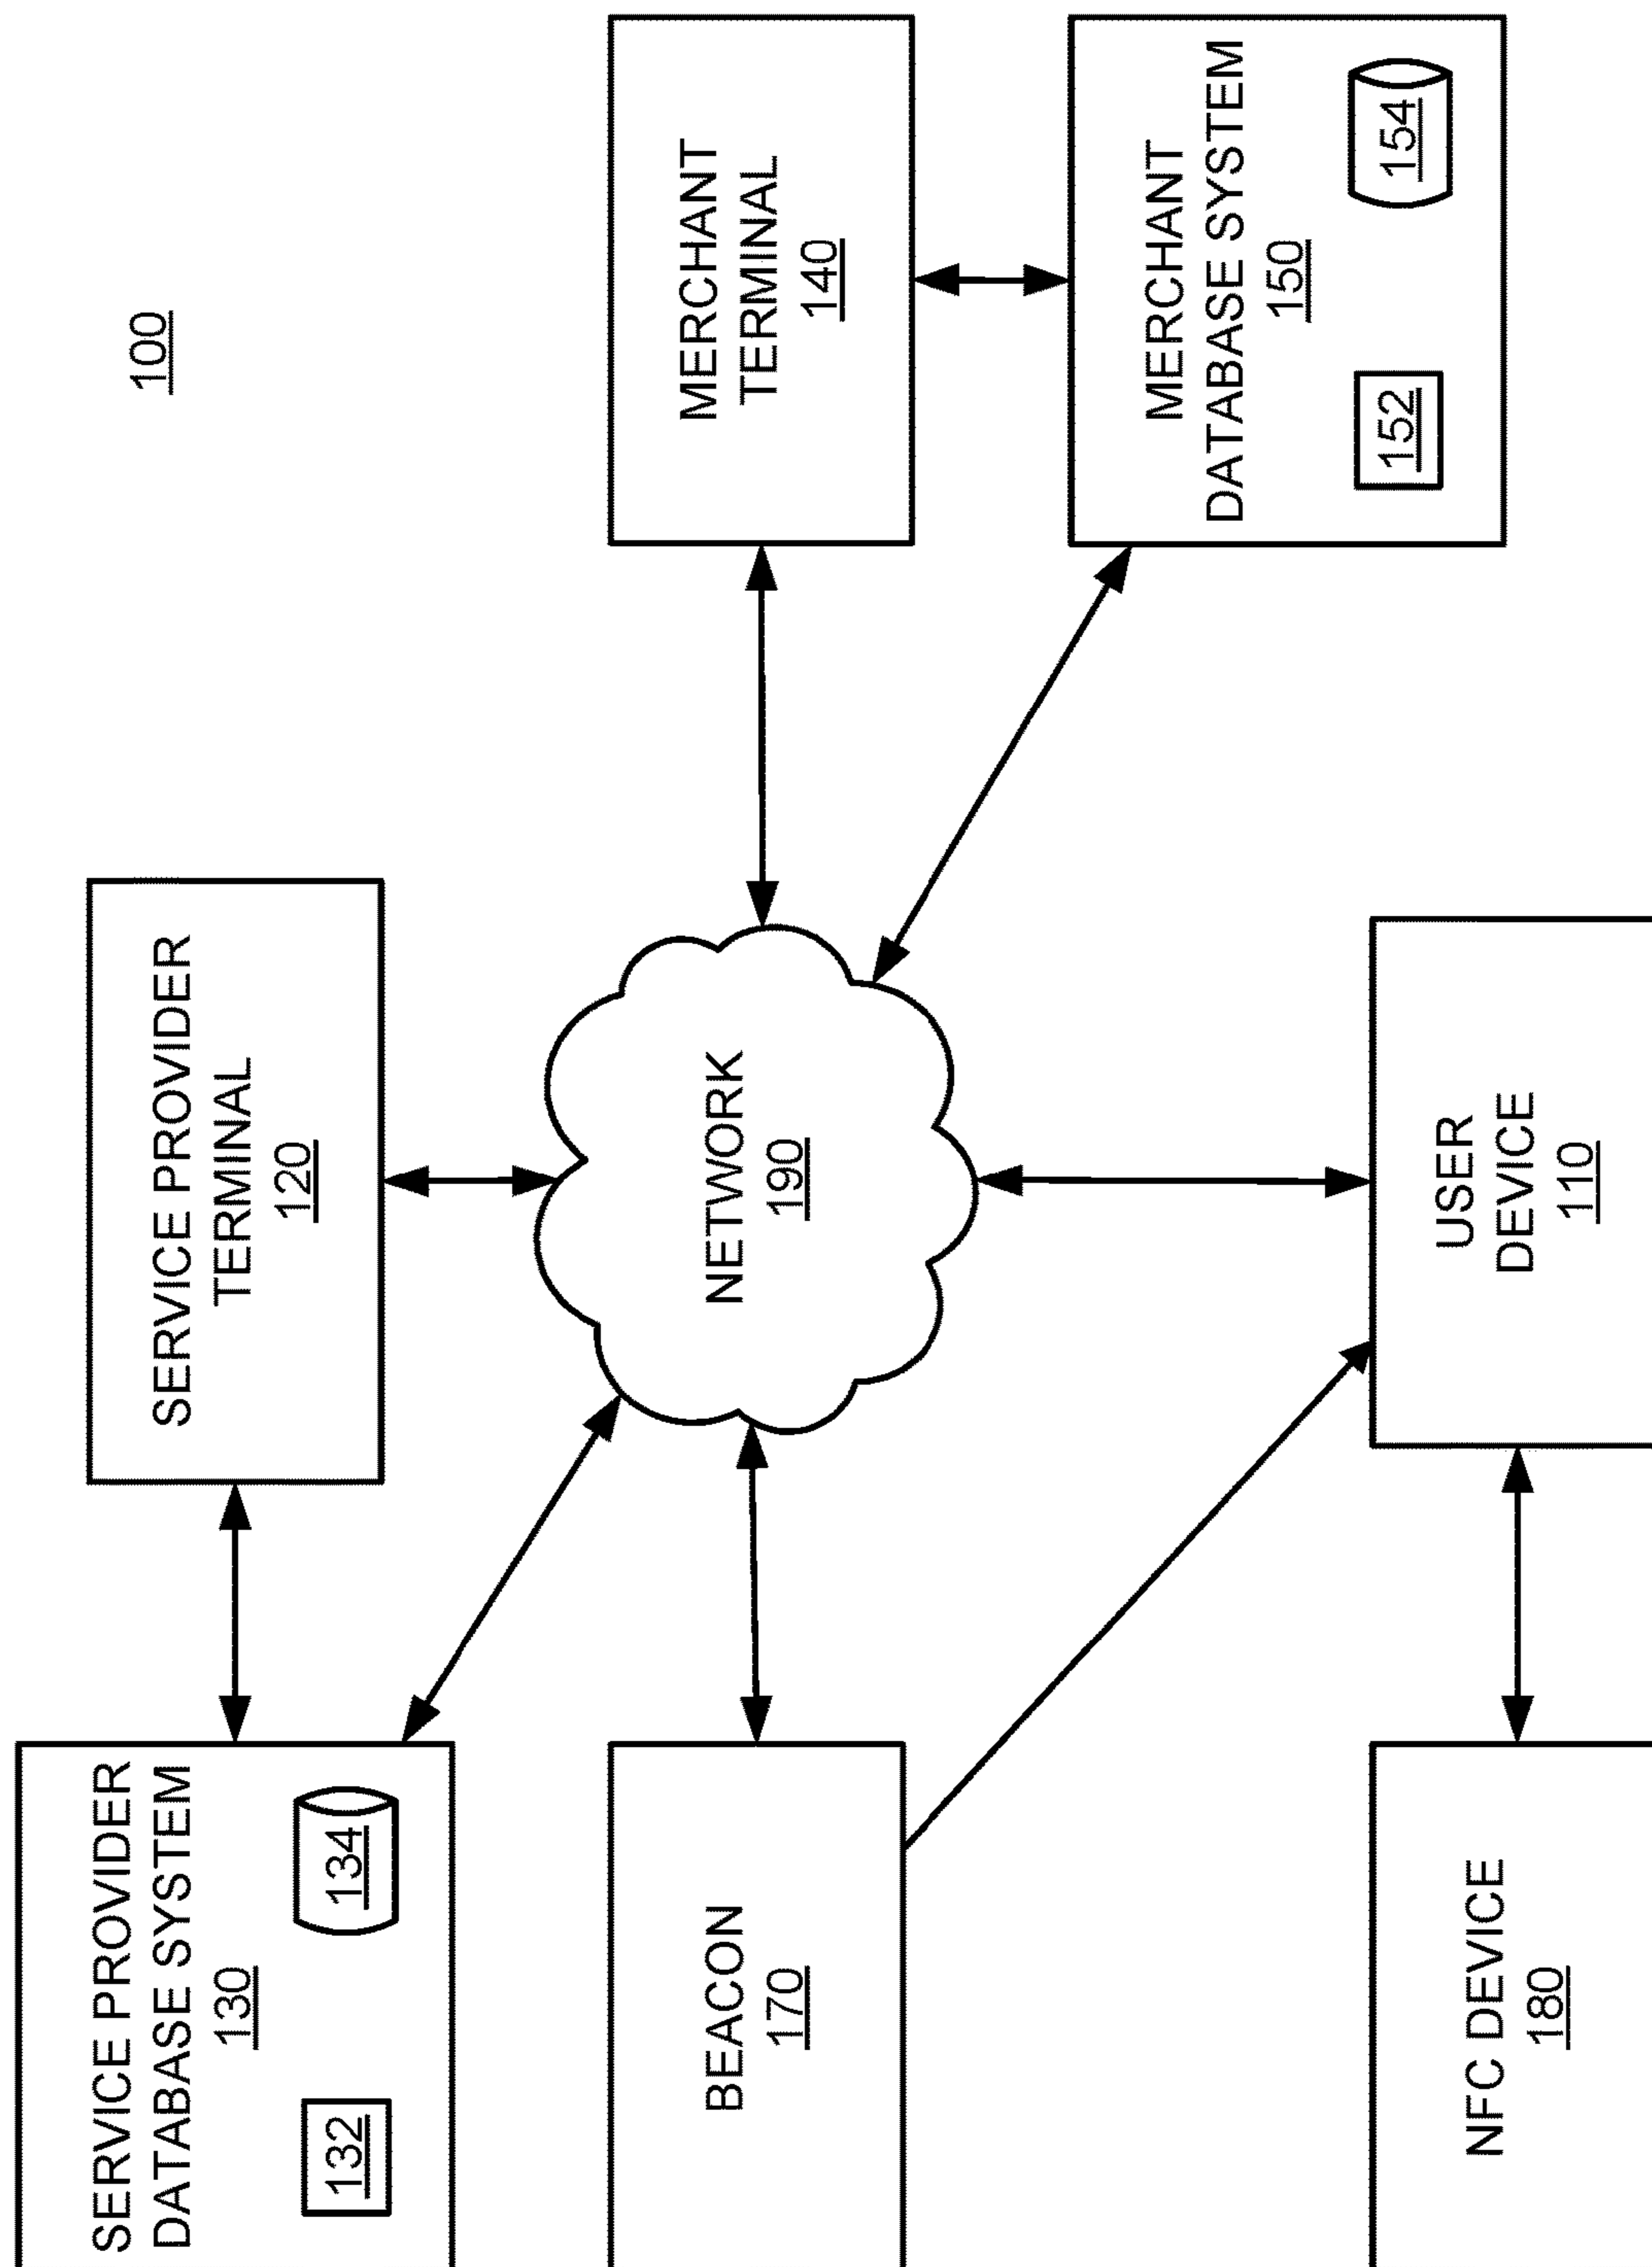 100
SERVICE PROVIDER
DATABASE SYSTEM
130
132
134
SERVICE PROVIDER
TERMINAL
120
BEACON
170
NETWORK
190
MERCHANT
TERMINAL
140
NFC DEVICE
180
USER
DEVICE
110
MERCHANT
DATABASE SYSTEM
150
152
154